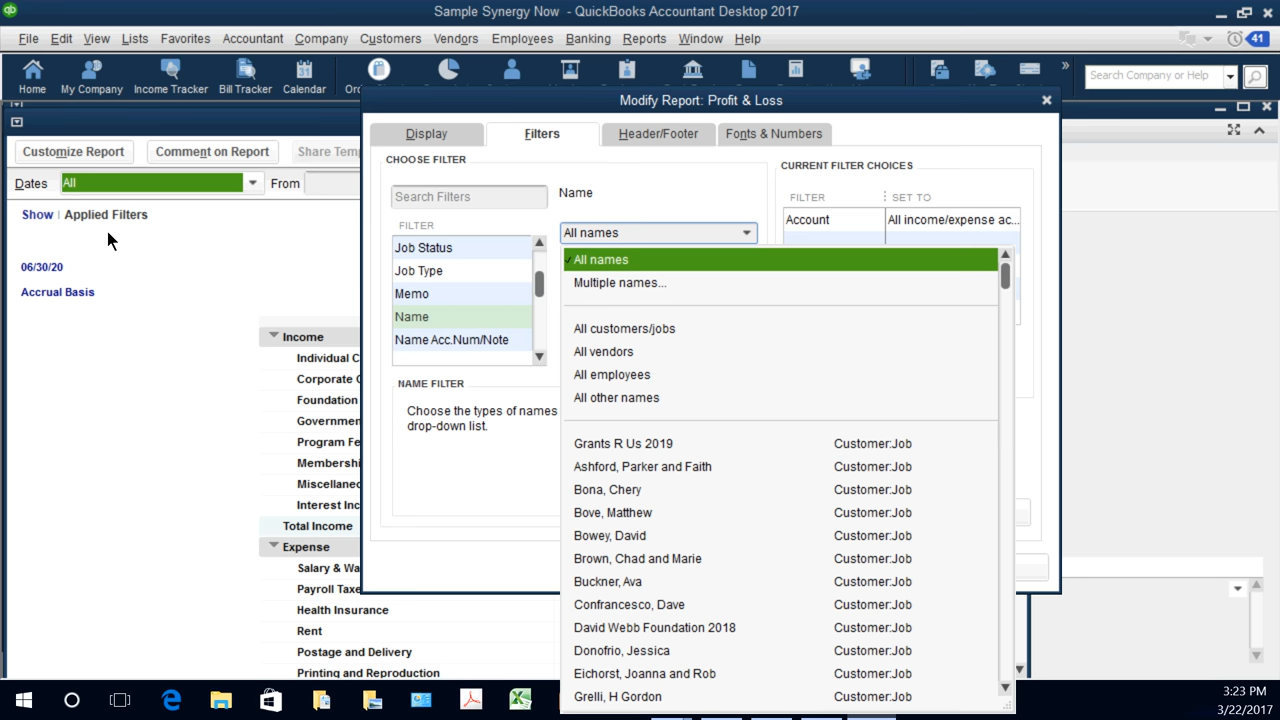 Sample Synergy Now - QuickBooks Accountant Desktop 2017
File Edit View Lists Favorites Accountant Company Customers Vendors Employees Banking Reports Window Help
41
Home My Company Income Tracker Bill Tracker Calendar
Search Company or Help
Modify Report: Profit & Loss
Display Filters Header/Footer Fonts & Numbers
Customize Report Comment on Report
Dates All From
Show | Applied Filters
06/30/20
Accrual Basis
Income
Individual C
Corporate
Foundation
Governmen
Program Fe
Membershi
Miscellaneo
Interest Inc
Total Income
Expense
Salary & Wa
Payroll Taxe
Health Insurance
Rent
Postage and Delivery
Printing and Reproduction
CHOOSE FILTER
Search Filters
FILTER
Job Status
Job Type
Memo
Name
Name Acc.Num/Note
NAME FILTER
Choose the types of names
drop-down list.
Name
All names
All names
Multiple names...
All customers/jobs
All vendors
All employees
All other names
Grants R Us 2019 Customer:Job
Ashford, Parker and Faith Customer:Job
Bona, Chery Customer:Job
Bove, Matthew Customer:Job
Bowey, David Customer:Job
Brown, Chad and Marie Customer:Job
Buckner, Ava Customer:Job
Confrancesco, Dave Customer:Job
David Webb Foundation 2018 Customer:Job
Donofrio, Jessica Customer:Job
Eichorst, Joanna and Rob Customer:Job
Grelli, H Gordon Customer:Job
CURRENT FILTER CHOICES
FILTER SET TO
Account All income/expense ac...
3:23 PM
3/22/2017